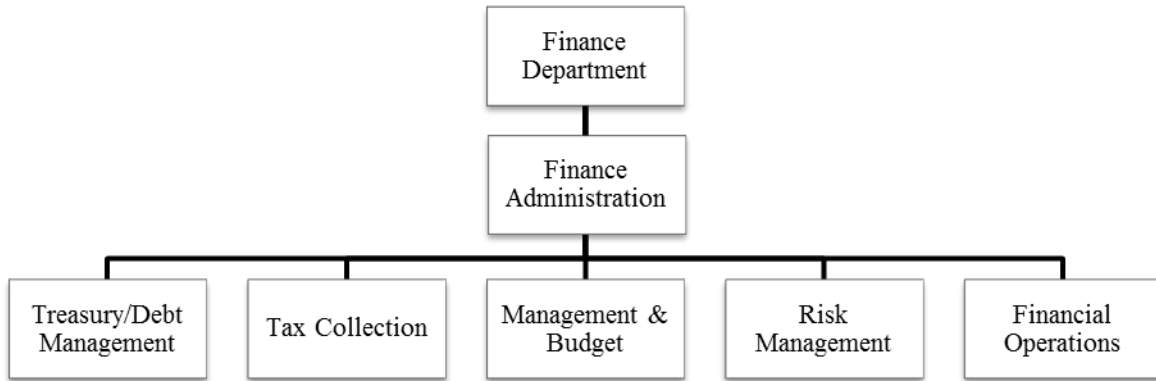 Finance
Department
Finance
Administration
Treasury/Debt
Management
Tax Collection
Management &
Budget
Risk
Management
Financial
Operations